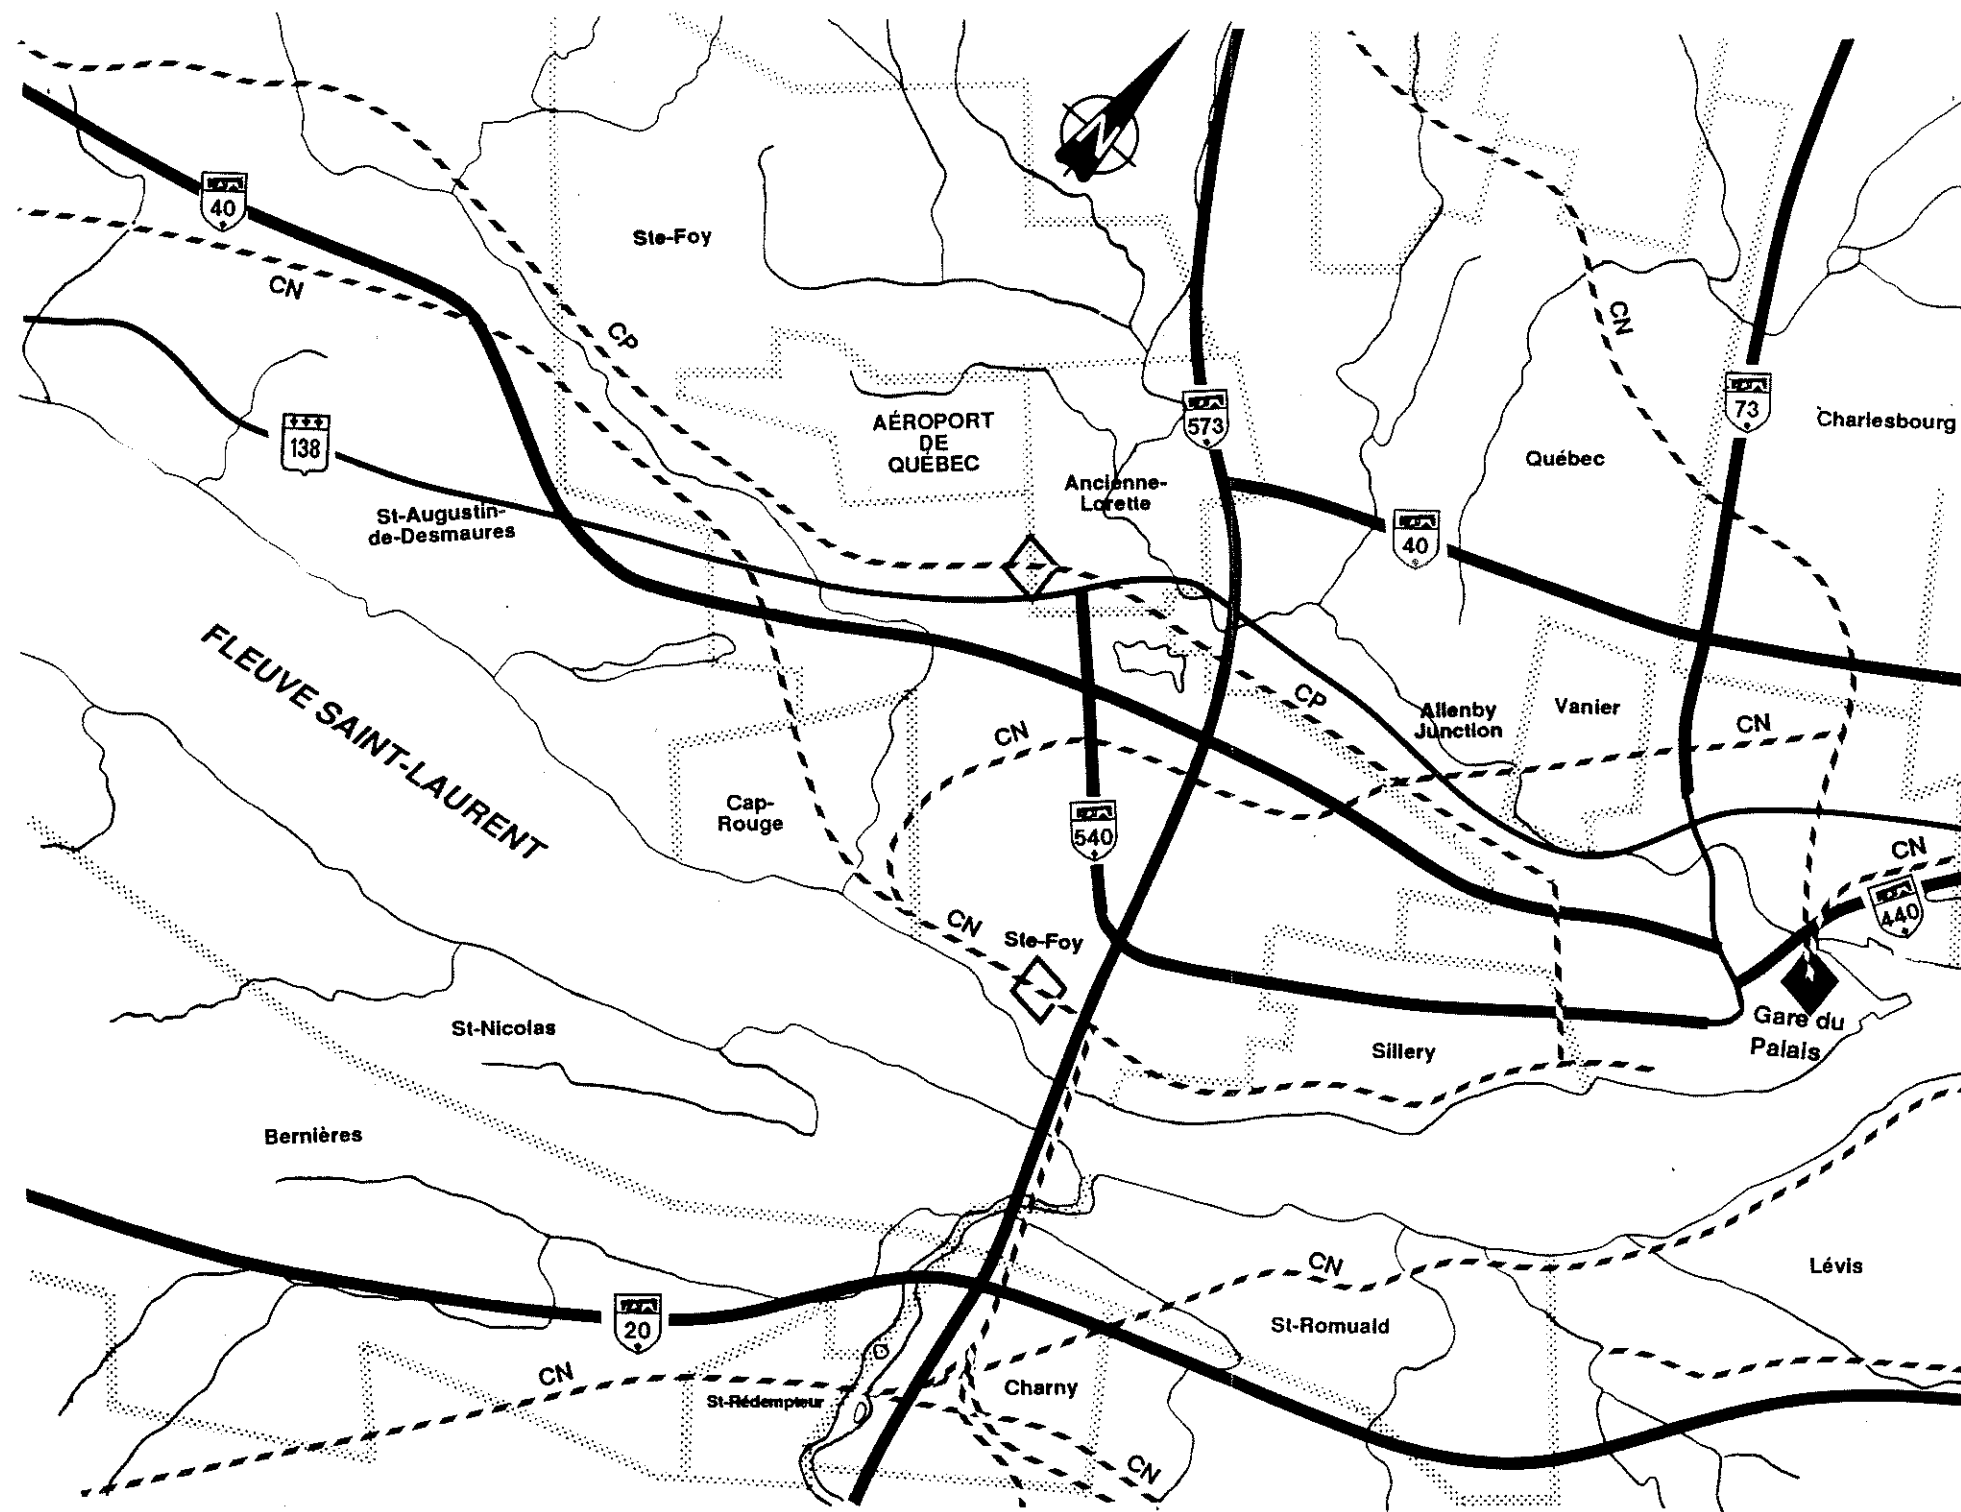 N
40
Ste-Foy
CN
CP
CN
AÉROPORT
DE
QUÉBEC
573
73
Charlesbourg
138
Québec
Ancienne-
Lorette
St-Augustin-
de-Desmaures
40
FLEUVE SAINT-LAURENT
CP
Allenby
Junction
Vanier
CN
CN
Cap-
Rouge
540
CN
440
CN
Ste-Foy
St-Nicolas
Gare du
Palais
Sillery
Bernières
CN
Lévis
20
St-Romuald
CN
St-Rédempteur
Charny
CN